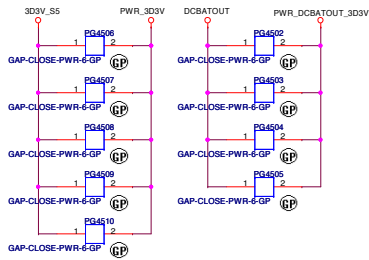 3D3V_S5 PWR_3D3V DCBATOUT PWR_DCBATOUT_3D3V
PG4506 PG4502
1 2 1 2
GAP-CLOSE-PWR-6-GP GP GAP-CLOSE-PWR-6-GP GP
PG4507 PG4503
1 2 1 2
GAP-CLOSE-PWR-6-GP GP GAP-CLOSE-PWR-6-GP GP
PG4508 PG4504
1 2 1 2
GAP-CLOSE-PWR-6-GP GP GAP-CLOSE-PWR-6-GP GP
PG4509 PG4505
1 2 1 2
GAP-CLOSE-PWR-6-GP GP GAP-CLOSE-PWR-6-GP GP
PG4510
1 2
GAP-CLOSE-PWR-6-GP GP